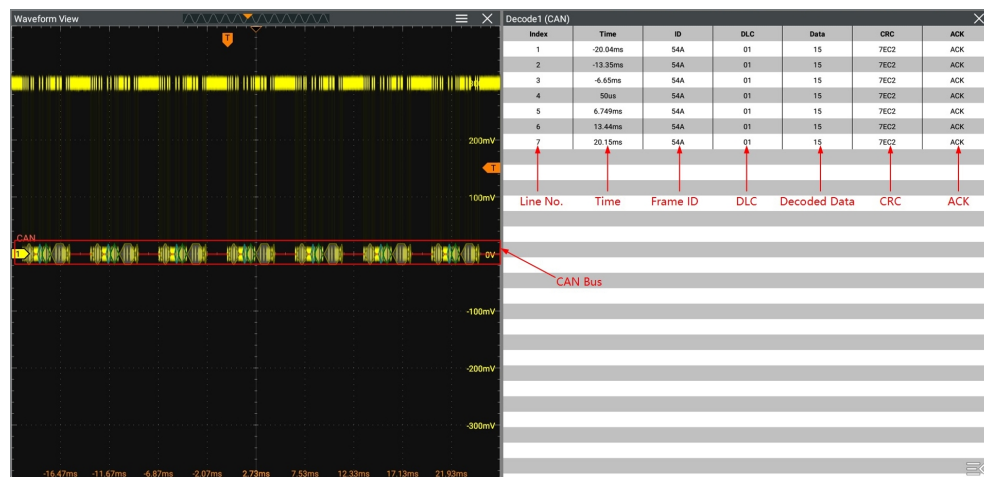 Waveform View
T
200mV
T
100mV
CAN
1
0V
-100mV
-200mV
-300mV
-16.47ms -11.67ms -6.87ms -2.07ms 2.73ms 7.53ms 12.33ms 17.13ms 21.93ms
Decode1 (CAN)
Index Time ID DLC Data CRC ACK
1 -20.04ms 54A 01 15 7EC2 ACK
2 -13.35ms 54A 01 15 7EC2 ACK
3 -6.65ms 54A 01 15 7EC2 ACK
4 50us 54A 01 15 7EC2 ACK
5 6.749ms 54A 01 15 7EC2 ACK
6 13.44ms 54A 01 15 7EC2 ACK
7 20.15ms 54A 01 15 7EC2 ACK
Line No. Time Frame ID DLC Decoded Data CRC ACK
CAN Bus